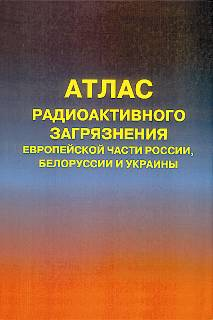 АТЛАС
РАДИОАКТИВНОГО
ЗАГРЯЗНЕНИЯ
ЕВРОПЕЙСКОЙ ЧАСТИ РОССИИ,
БЕЛОРУССИИ И УКРАИНЫ